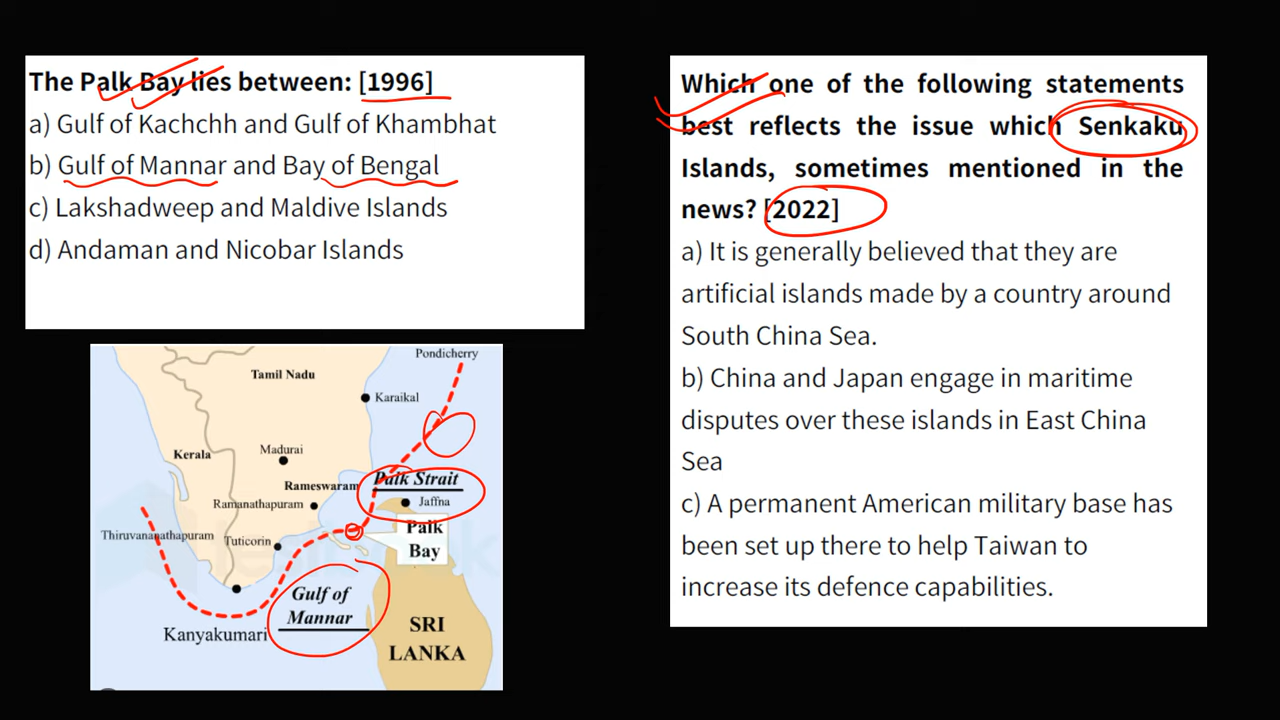 The Palk Bay lies between: [1996]
a) Gulf of Kachchh and Gulf of Khambhat
b) Gulf of Mannar and Bay of Bengal
c) Lakshadweep and Maldive Islands
d) Andaman and Nicobar Islands
Pondicherry
Tamil Nadu
Karaikal
Madurai
Kerala
Palk Strait
Rameswaram
Ramanathapuram
Jaffna
Thiruvananathapuram
Tuticorin
Palk
Bay
Gulf of
Mannar
Kanyakumari
SRI
LANKA
Which one of the following statements
best reflects the issue which Senkaku
Islands, sometimes mentioned in the
news? [2022]
a) It is generally believed that they are
artificial islands made by a country around
South China Sea.
b) China and Japan engage in maritime
disputes over these islands in East China
Sea
c) A permanent American military base has
been set up there to help Taiwan to
increase its defence capabilities.